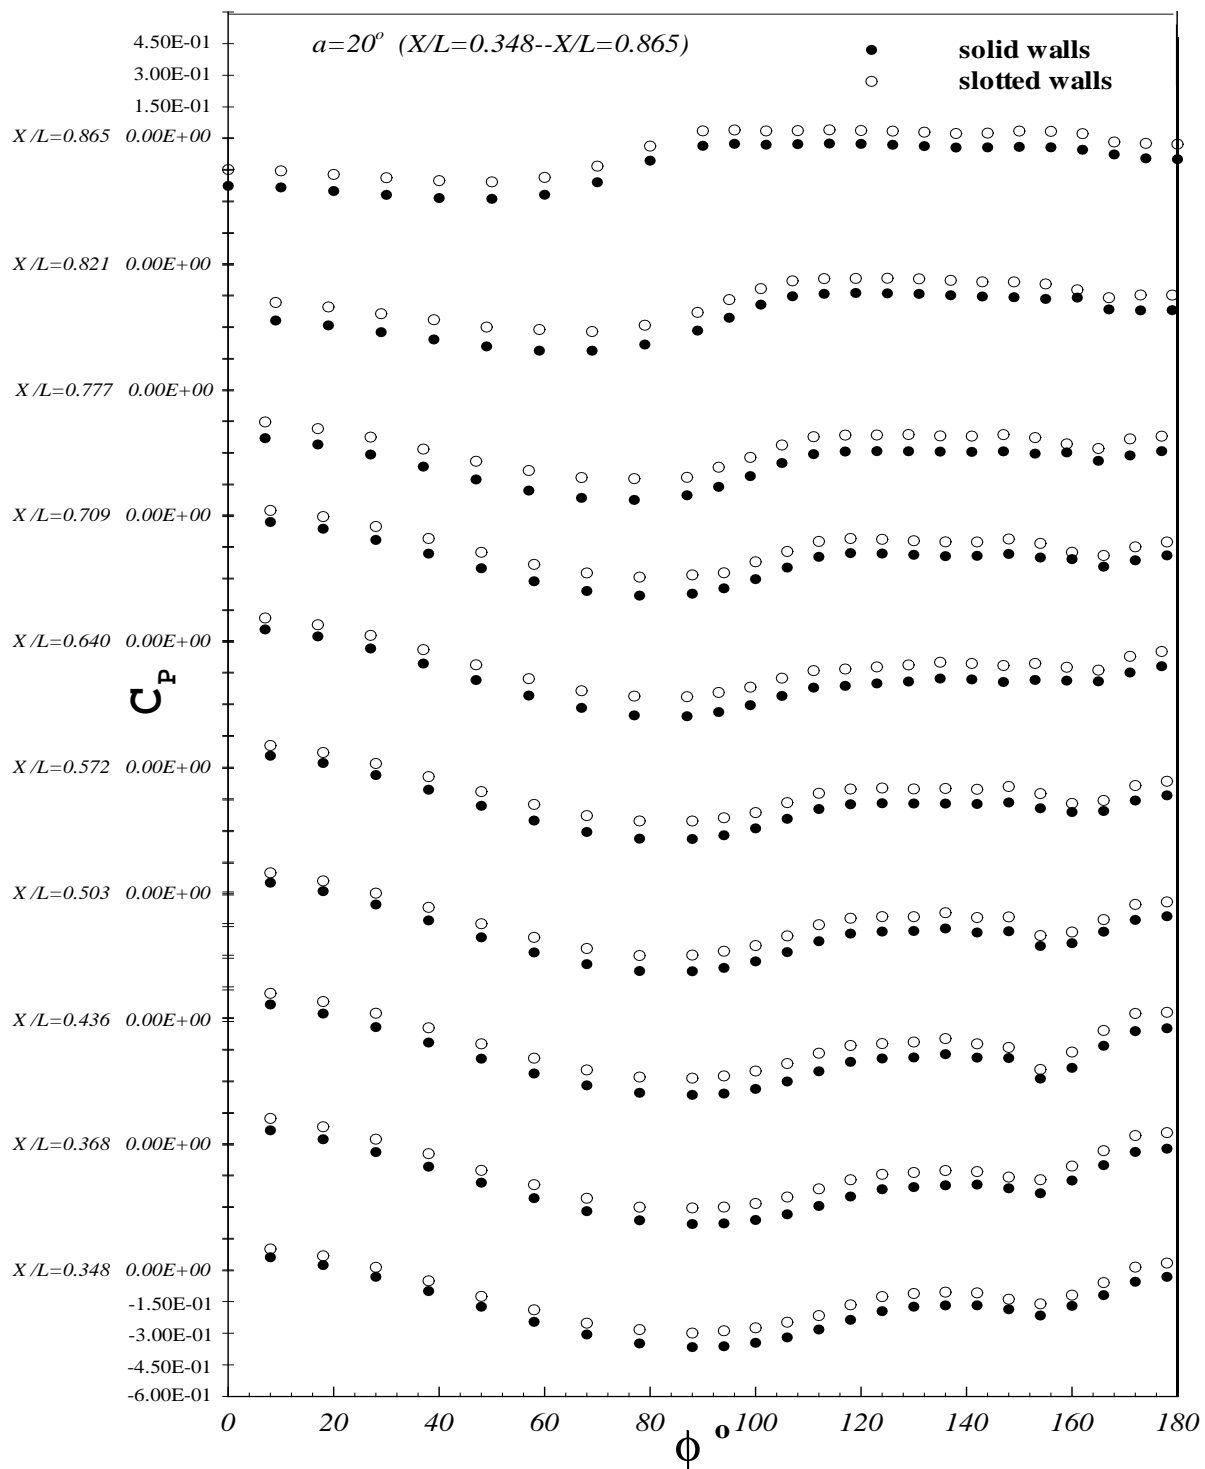 a=20° (X/L=0.348--X/L=0.865)
solid walls
slotted walls
4.50E-01
3.00E-01
1.50E-01
X/L=0.865 0.00E+00
X/L=0.821 0.00E+00
X/L=0.777 0.00E+00
X/L=0.709 0.00E+00
X/L=0.640 0.00E+00
CP
X/L=0.572 0.00E+00
X/L=0.503 0.00E+00
X/L=0.436 0.00E+00
X/L=0.368 0.00E+00
X/L=0.348 0.00E+00
-1.50E-01
-3.00E-01
-4.50E-01
-6.00E-01
0 20 40 60 80 100 120 140 160 180
ϕ °